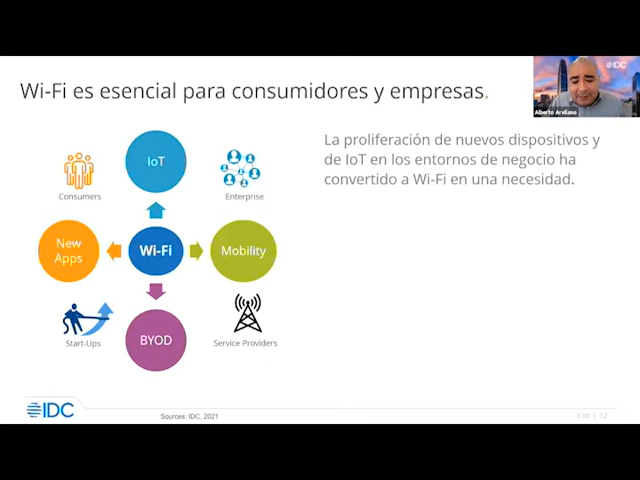 Wi-Fi es esencial para consumidores y empresas.
IDC
Alberto Arellano
La proliferación de nuevos dispositivos y
de IoT en los entornos de negocio ha
convertido a Wi-Fi en una necesidad.
IoT
Consumers
Enterprise
New
Apps
Wi-Fi
Mobility
Start-Ups
BYOD
Service Providers
IDC
Sources: IDC, 2021
© IDC | 12